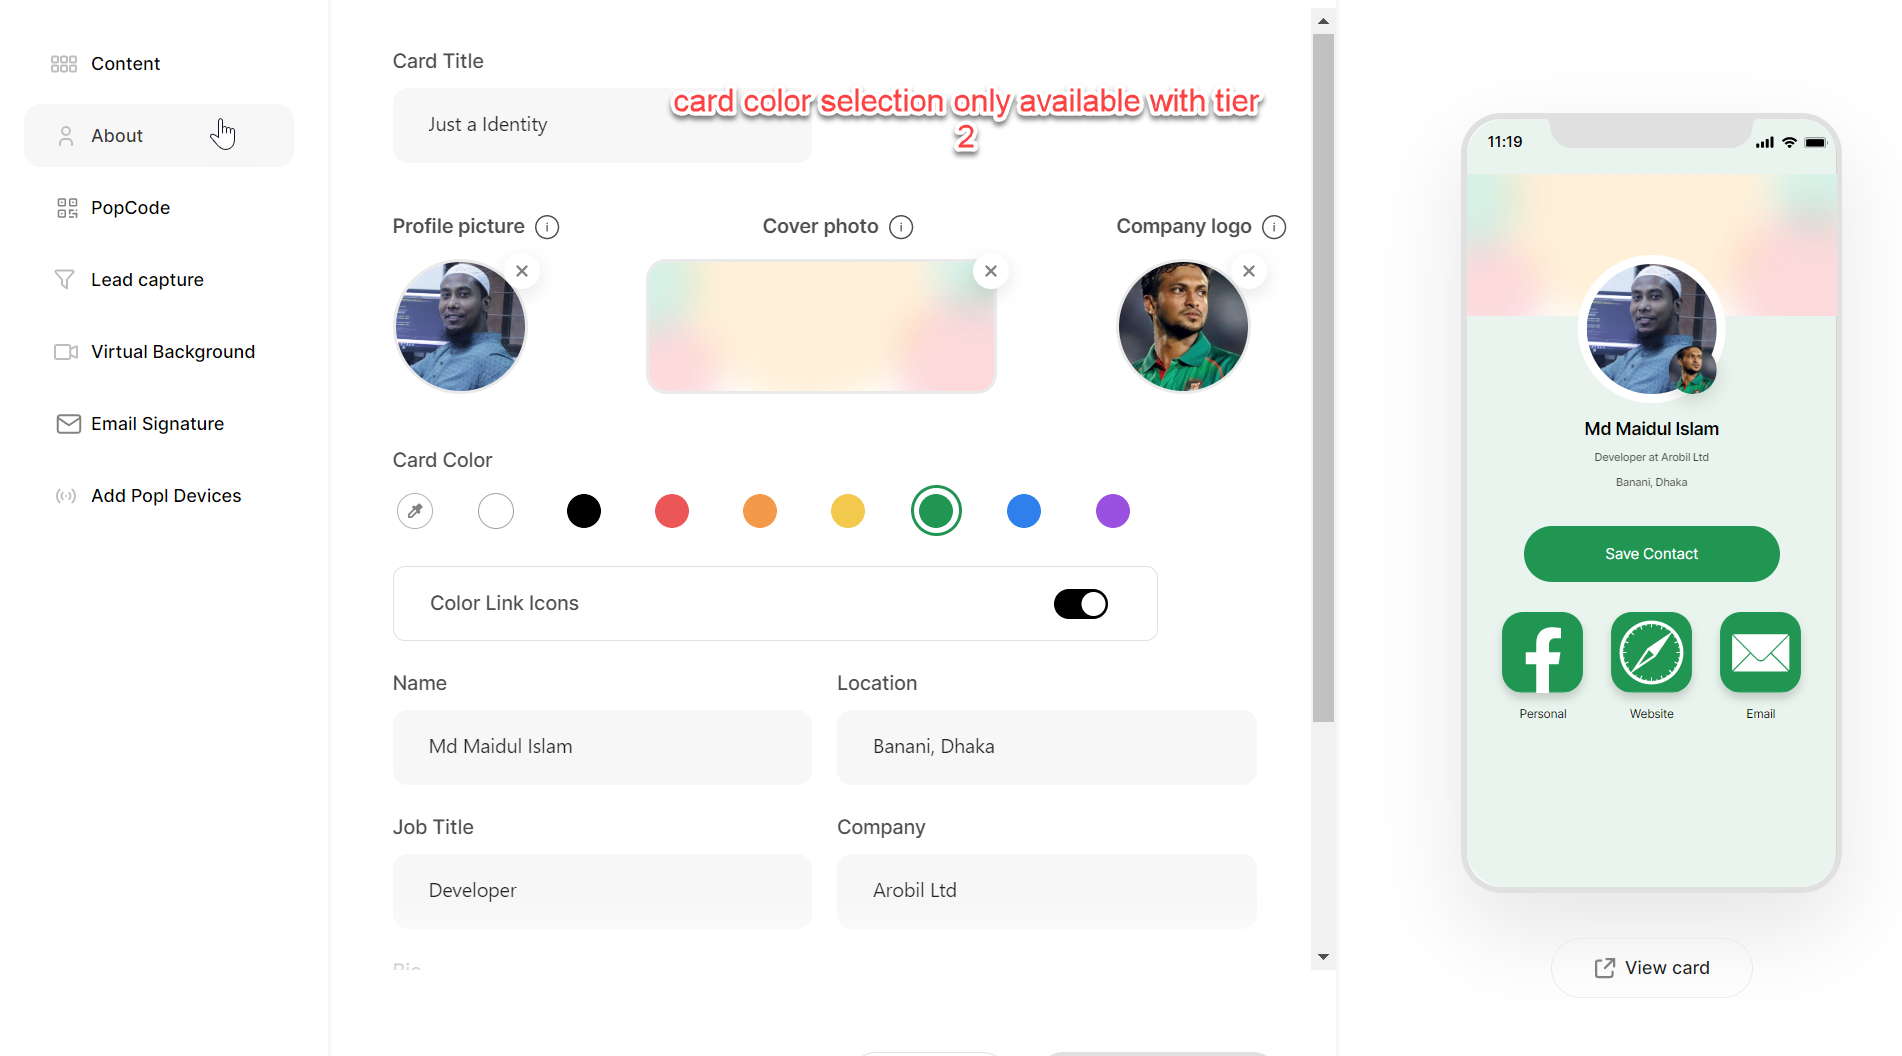 Content
About
PopCode
Lead capture
Virtual Background
Email Signature
Add Popl Devices
Card Title
Just a Identity
card color selection only available with tier
2
Profile picture
Cover photo
Company logo
Card Color
Color Link Icons
Name
Location
Md Maidul Islam
Banani, Dhaka
Job Title
Company
Developer
Arobil Ltd
11:19
Md Maidul Islam
Developer at Arobil Ltd
Banani, Dhaka
Save Contact
Personal
Website
Email
View card